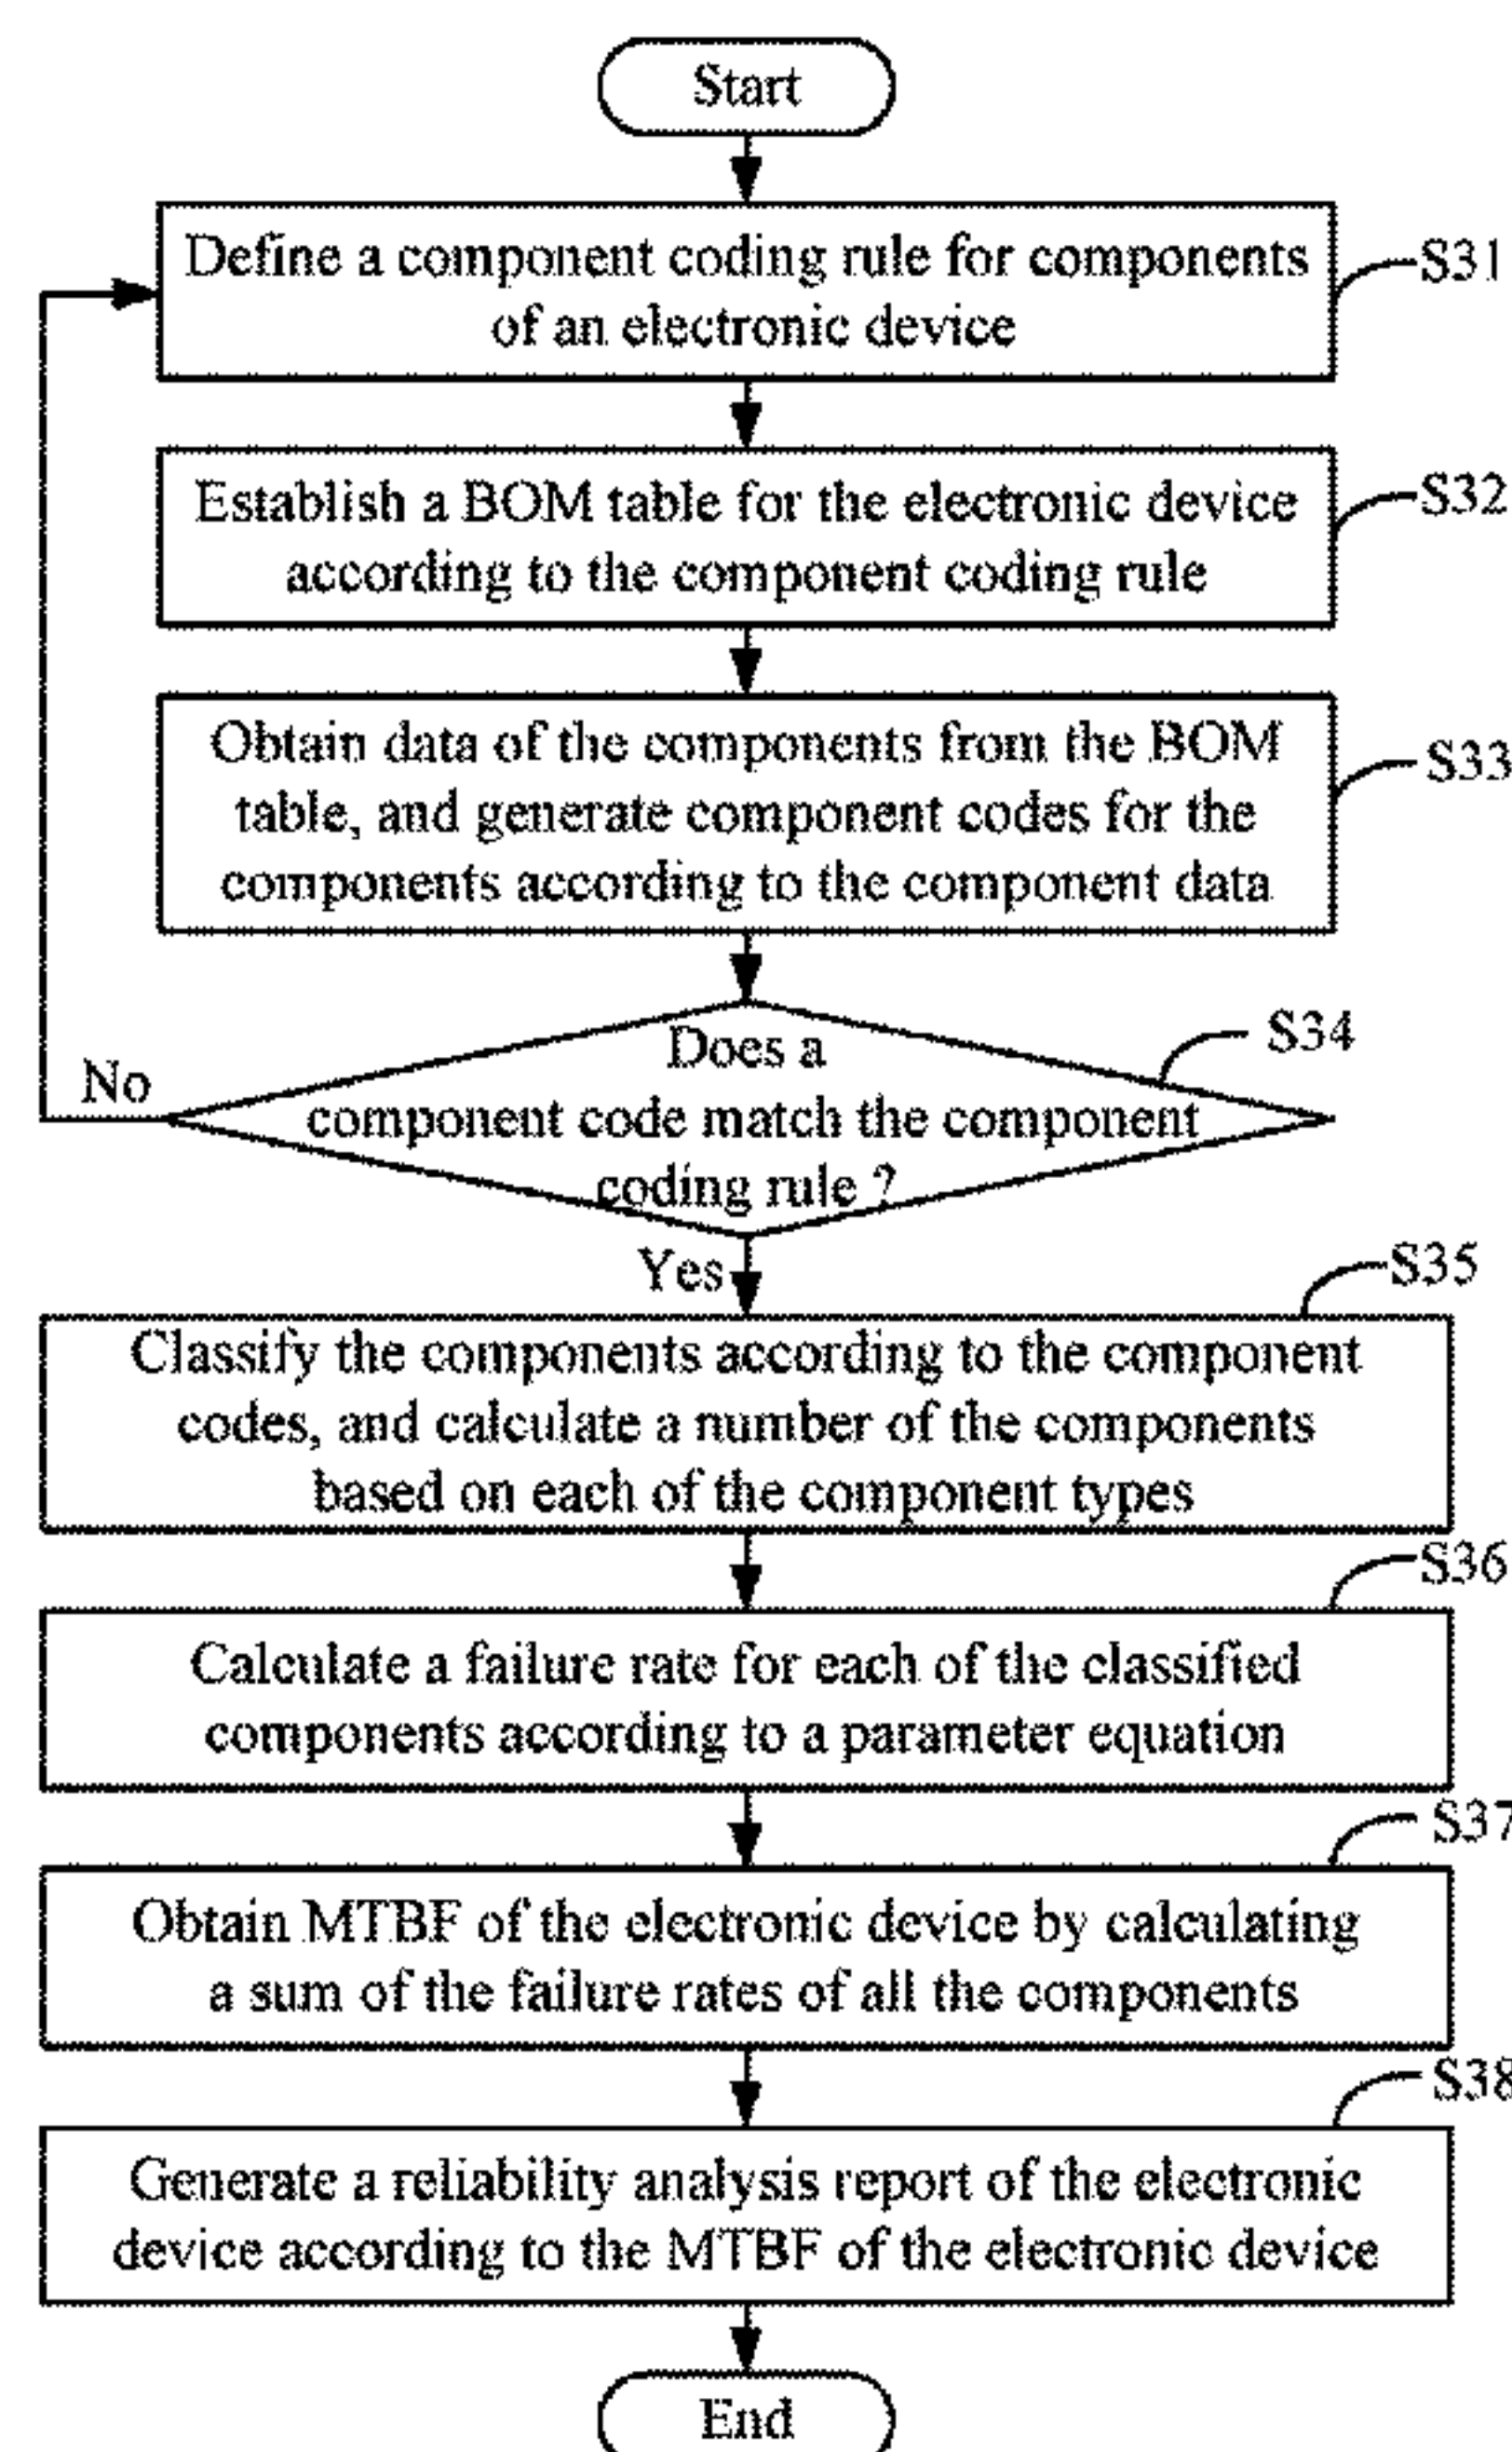 Start
Define a component coding rule for components
of an electronic device
S31
Establish a BOM table for the electronic device
according to the component coding rule
S32
Obtain data of the components from the BOM
table, and generate component codes for the
components according to the component data
S33
Does a
component code match the component
coding rule ?
S34
No
Yes
S35
Classify the components according to the component
codes, and calculate a number of the components
based on each of the component types
S36
Calculate a failure rate for each of the classified
components according to a parameter equation
S37
Obtain MTBF of the electronic device by calculating
a sum of the failure rates of all the components
S38
Generate a reliability analysis report of the electronic
device according to the MTBF of the electronic device
End